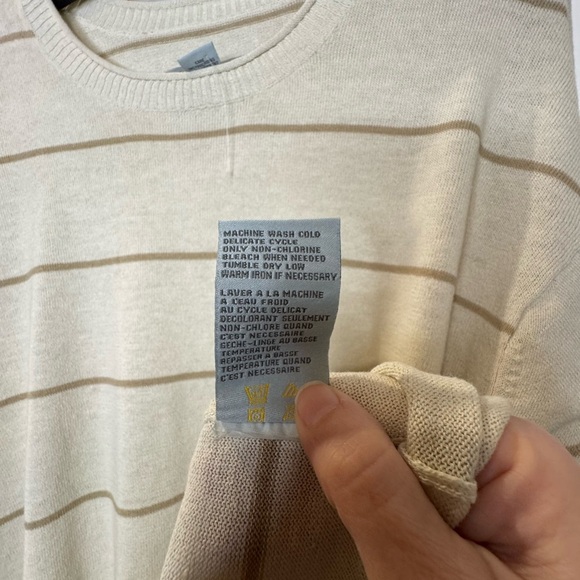 MACHINE WASH COLD
DELICATE CYCLE
ONLY NON-CHLORINE
BLEACH WHEN NEEDED
TUMBLE DRY LOW
WARM IRON IF NECESSARY
LAVER A LA MACHINE
A L'EAU FROID
AU CYCLE DELICAT
DECOLORANT SEULEMENT
NON-CHLORE QUAND
C'EST NECESSAIRE
SECHE-LINGE AU BASSE
TEMPERATURE
REPASSER A BASSE
TEMPERATURE QUAND
C'EST NECESSAIRE